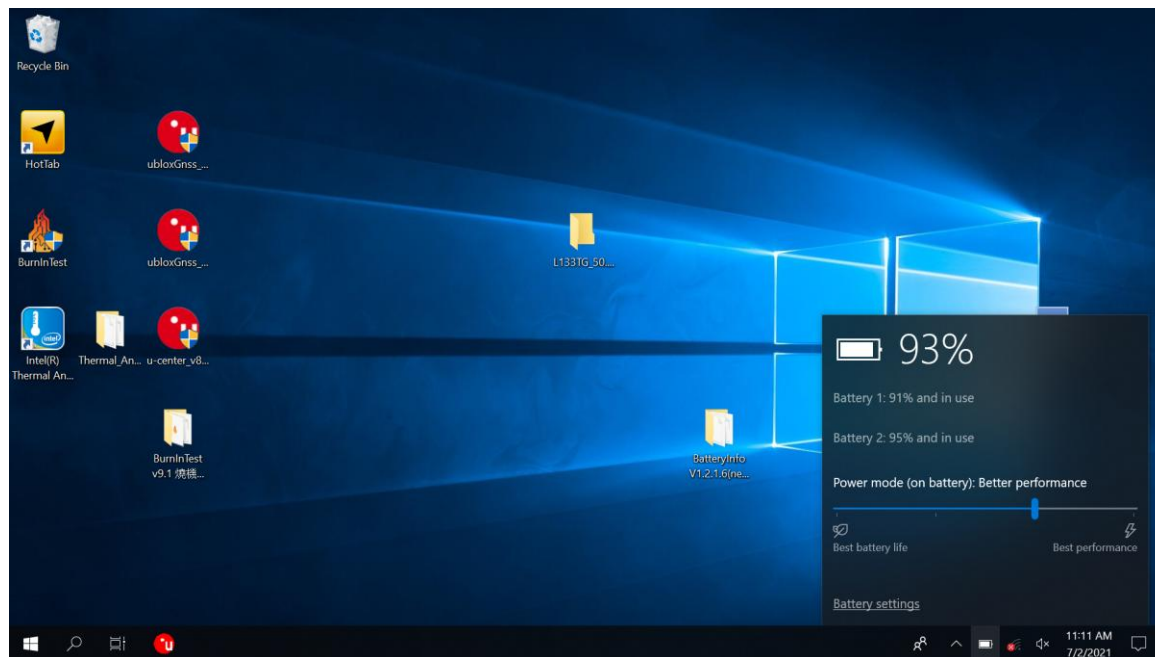 Recycle Bin
HotTab
ubloxGnss_...
BurnInTest
ubloxGnss_...
L133TG_50....
intel
Intel(R)
Thermal An...
Thermal_An...
u-center_v8...
BurnInTest
v9.1 燒機...
BatteryInfo
V1.2.1.6(ne...
93%
Battery 1: 91% and in use
Battery 2: 95% and in use
Power mode (on battery): Better performance
Best battery life
Best performance
Battery settings
u
11:11 AM
7/2/2021